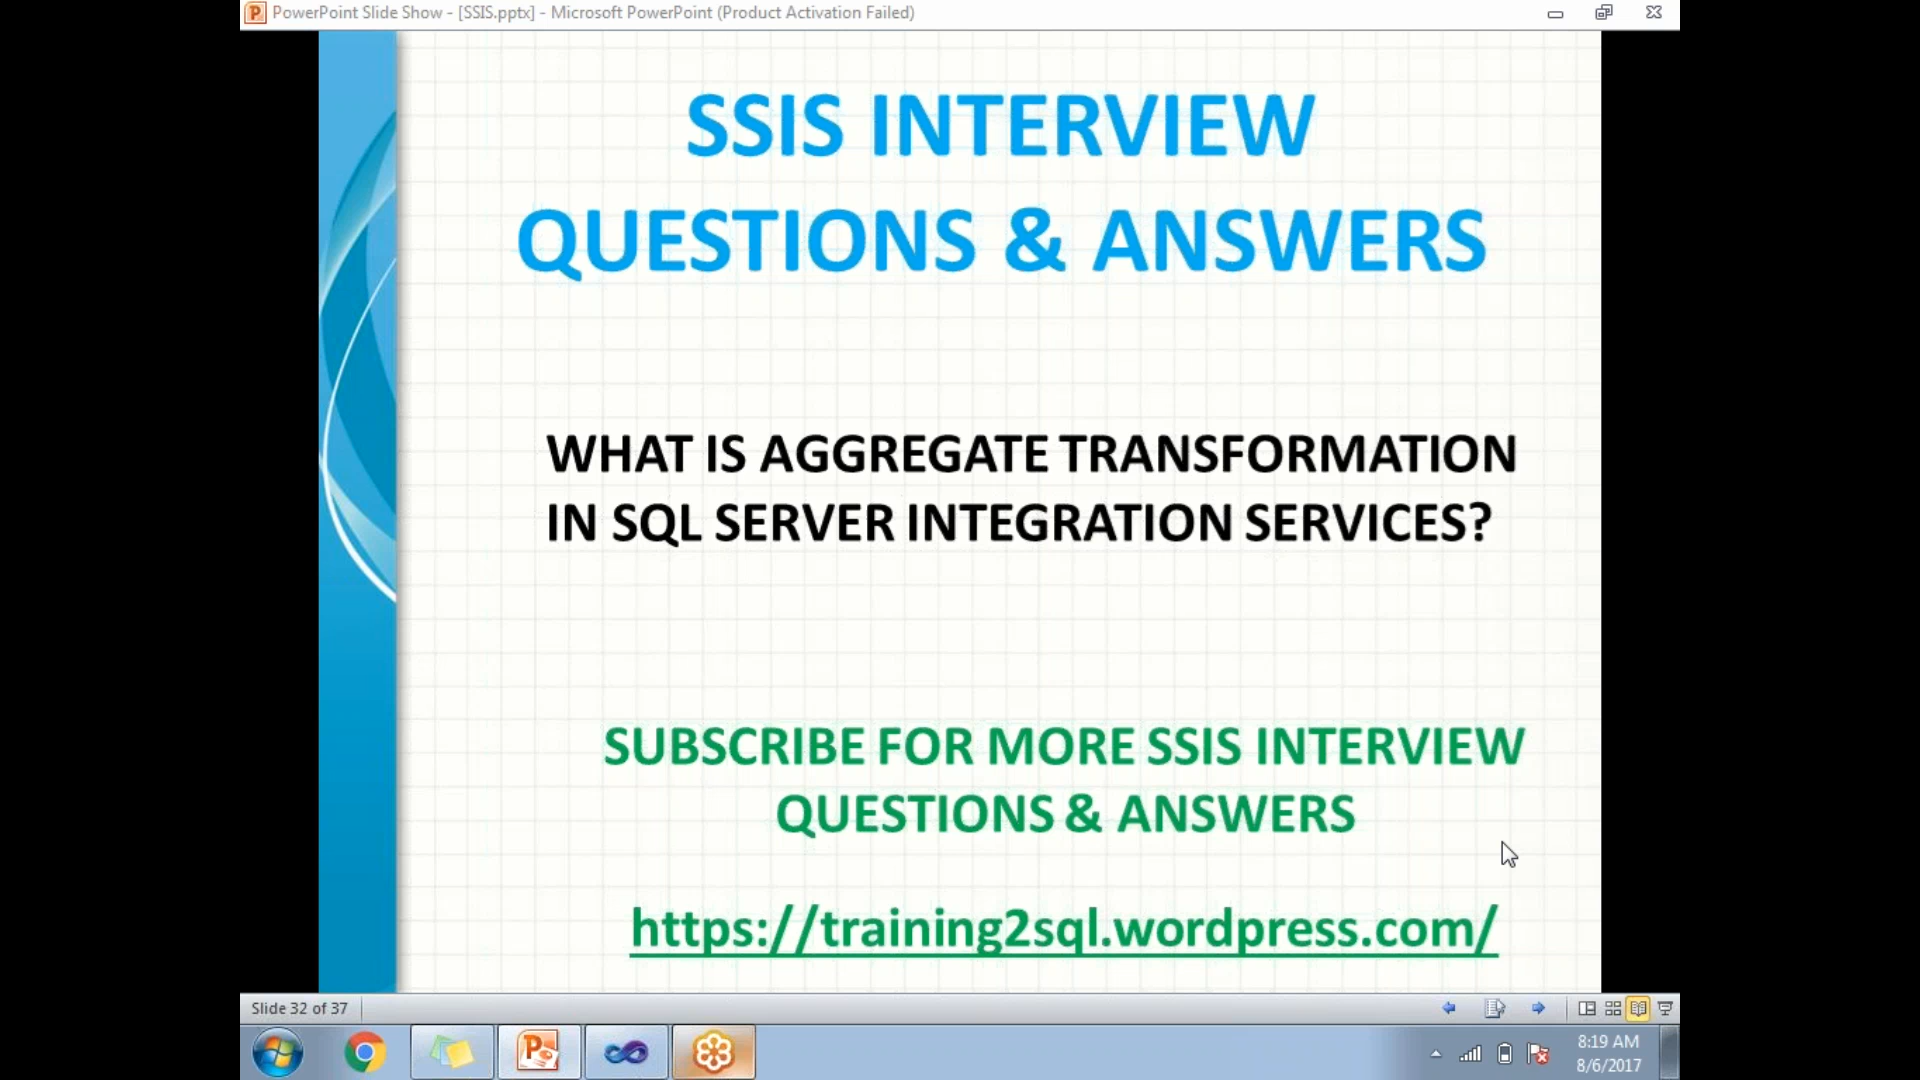 PowerPoint Slide Show - [SSIS.pptx] - Microsoft PowerPoint (Product Activation Failed)
SSIS INTERVIEW
QUESTIONS & ANSWERS
WHAT IS AGGREGATE TRANSFORMATION
IN SQL SERVER INTEGRATION SERVICES?
SUBSCRIBE FOR MORE SSIS INTERVIEW
QUESTIONS & ANSWERS
https://training2sql.wordpress.com/
Slide 32 of 37
8:19 AM
8/6/2017